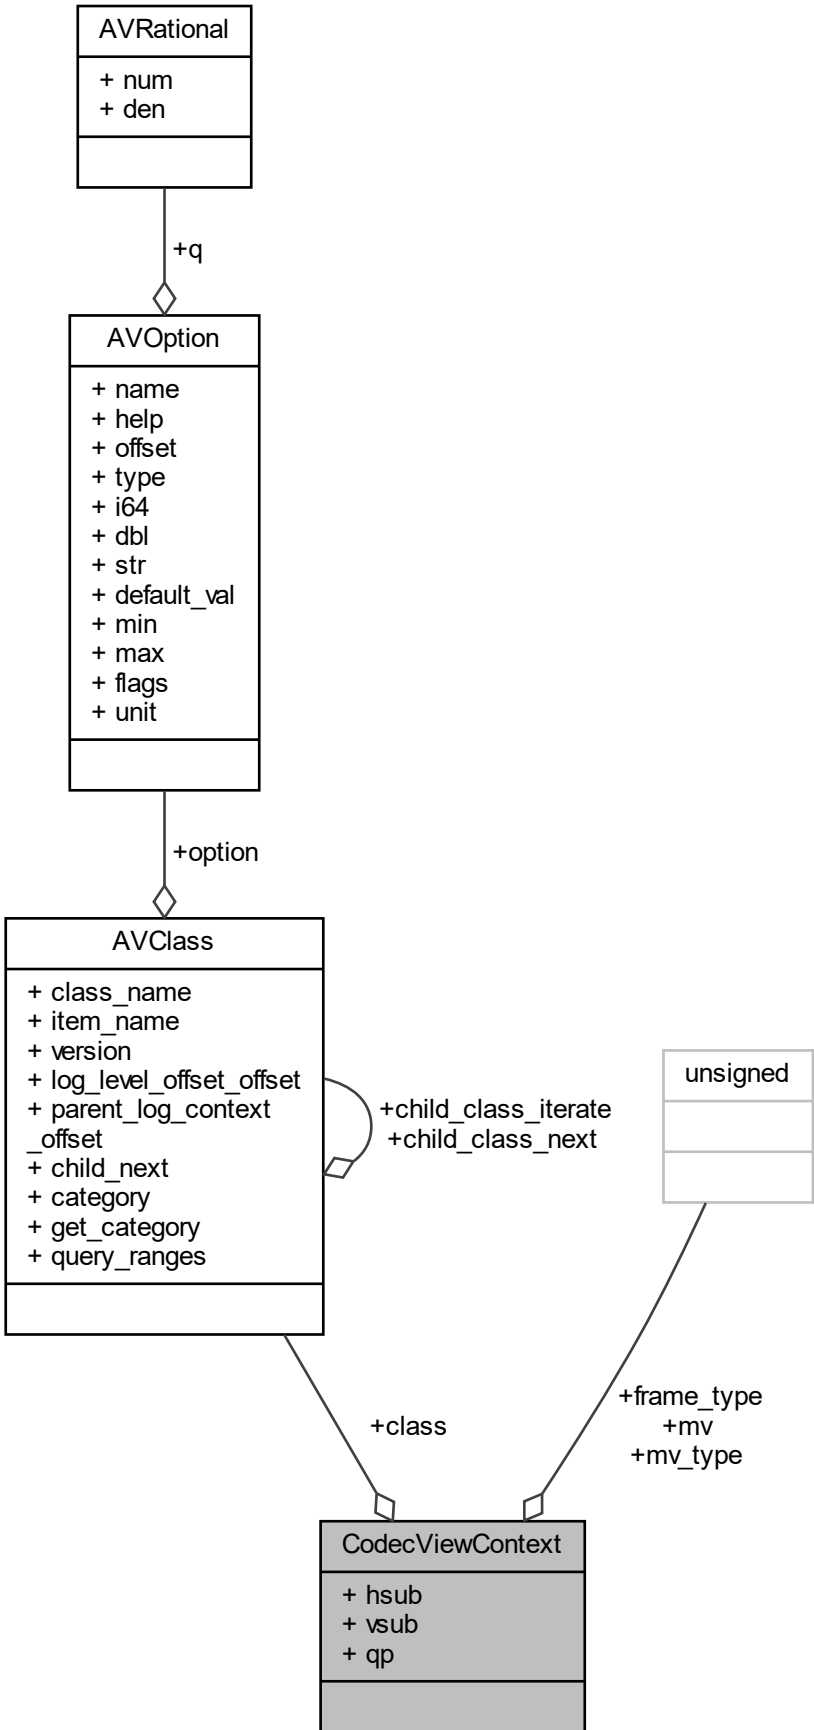 AVRational
+ num
+ den
+q
AVOption
+ name
+ help
+ offset
+ type
+ i64
+ dbl
+ str
+ default_val
+ min
+ max
+ flags
+ unit
+option
AVClass
+ class_name
+ item_name
+ version
+ log_level_offset_offset
+ parent_log_context
_offset
+ child_next
+ category
+ get_category
+ query_ranges
+child_class_iterate
+child_class_next
unsigned
+class
+frame_type
+mv
+mv_type
CodecViewContext
+ hsub
+ vsub
+ qp